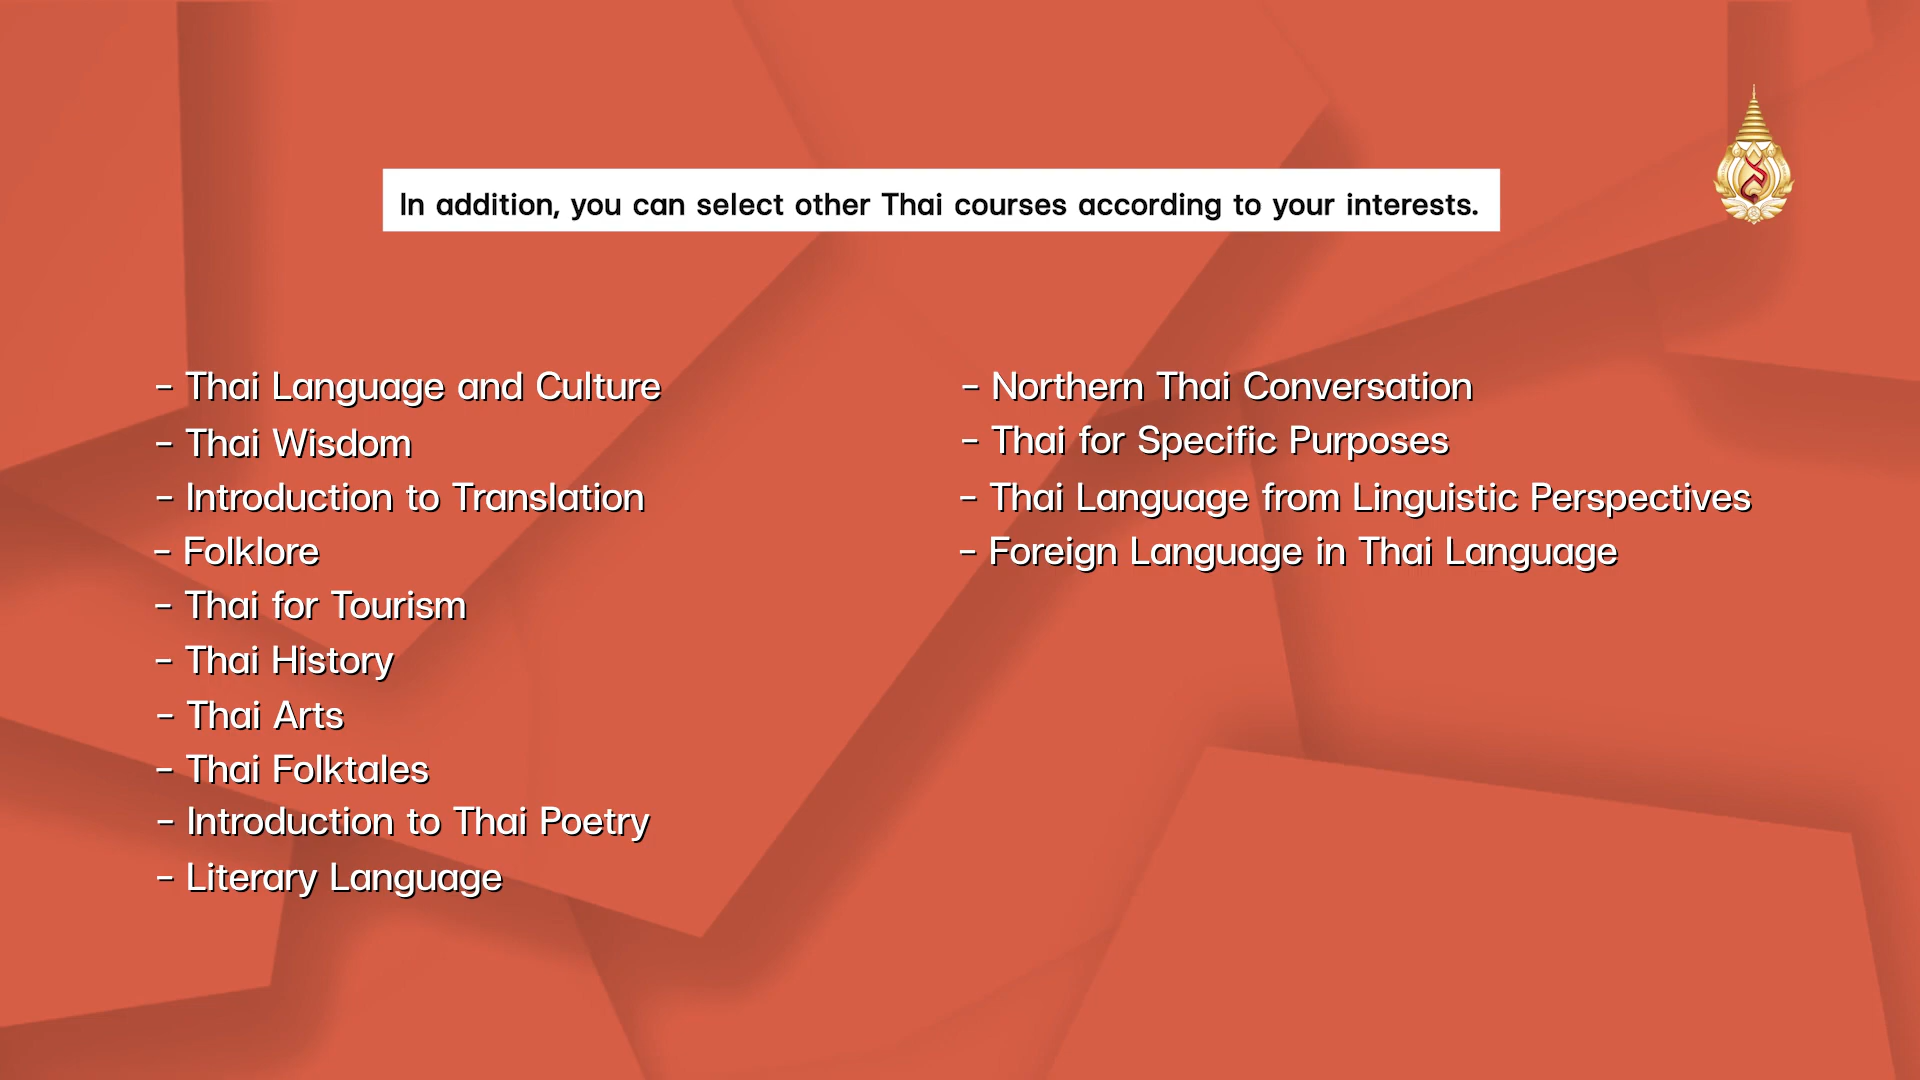 In addition, you can select other Thai courses according to your interests.
- Thai Language and Culture
- Thai Wisdom
- Introduction to Translation
- Folklore
- Thai for Tourism
- Thai History
- Thai Arts
- Thai Folktales
- Introduction to Thai Poetry
- Literary Language
- Northern Thai Conversation
- Thai for Specific Purposes
- Thai Language from Linguistic Perspectives
- Foreign Language in Thai Language